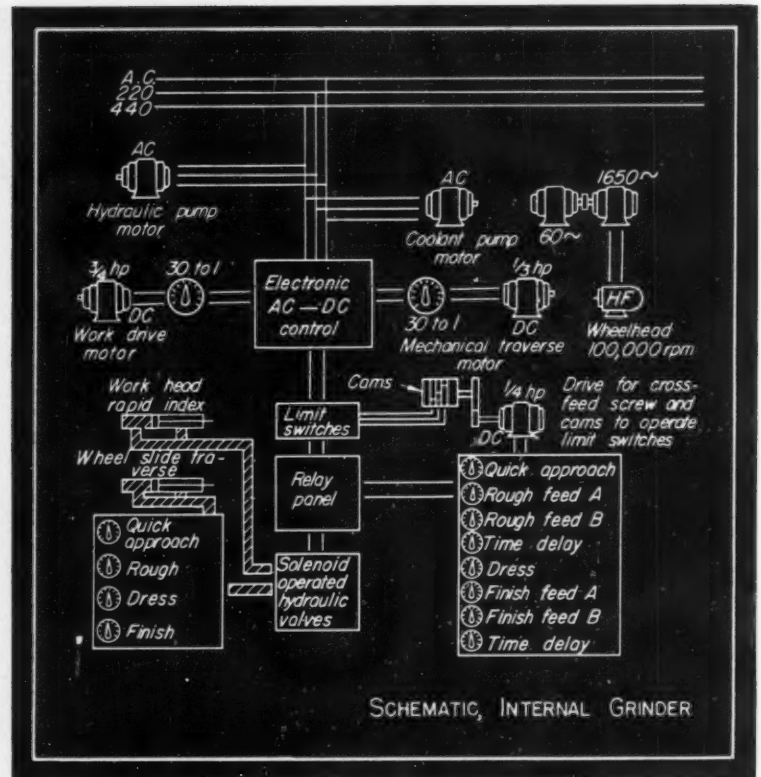 A.C.
220
440
AC
Hydraulic pump
motor
AC
Coolant pump
motor
1650~
60~
3/4 hp
30 to 1
DC
Work drive
motor
Electronic
AC — DC
control
30 to 1
1/3 hp
DC
Mechanical traverse
motor
HF
Wheelhead
100,000 rpm
Work head
rapid index
Wheel slide tra-
verse
Limit
switches
Cams
1/4 hp
DC
Drive for cross-
feed screw and
cams to operate
limit switches
Relay
panel
Quick
approach
Rough
Dress
Finish
Solenoid
operated
hydraulic
valves
Quick approach
Rough feed A
Rough feed B
Time delay
Dress
Finish feed A
Finish feed B
Time delay
SCHEMATIC, INTERNAL GRINDER